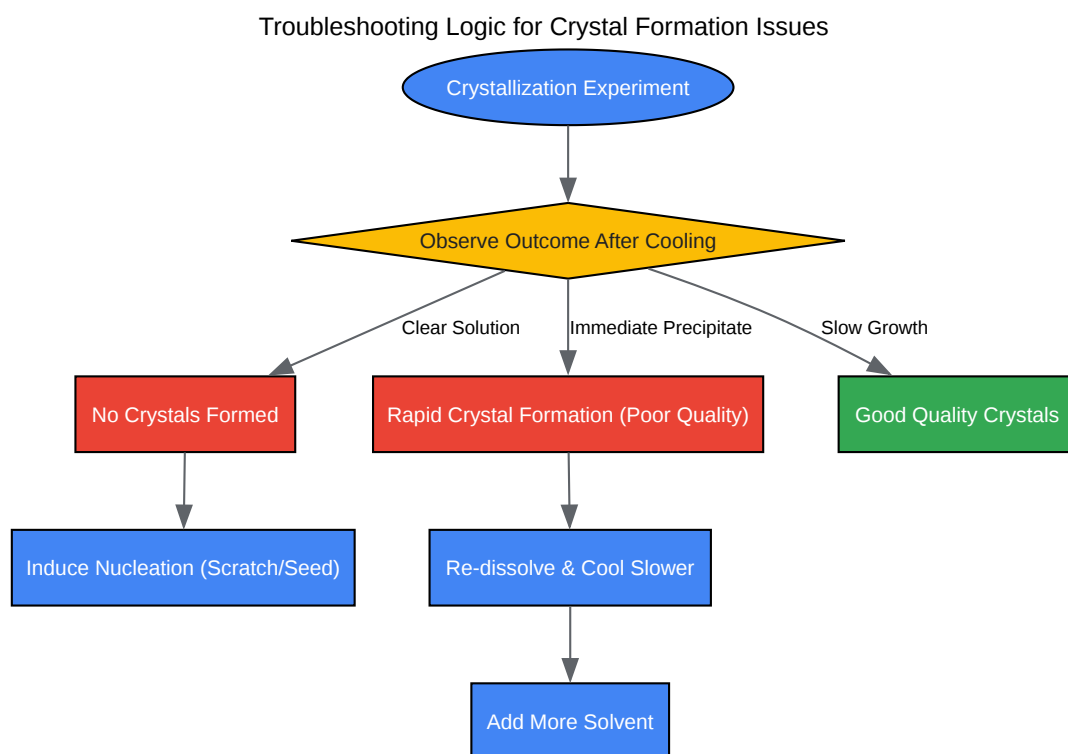 Troubleshooting Logic for Crystal Formation Issues
Crystallization Experiment
Observe Outcome After Cooling
Clear Solution
Immediate Precipitate
Slow Growth
No Crystals Formed
Rapid Crystal Formation (Poor Quality)
Good Quality Crystals
Induce Nucleation (Scratch/Seed)
Re-dissolve & Cool Slower
Add More Solvent